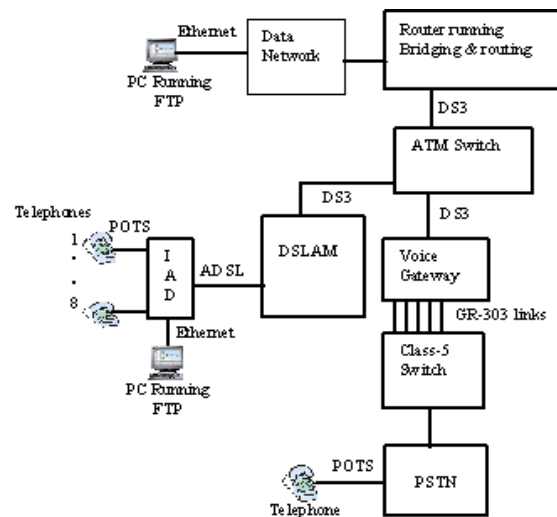 Ethernet
PC Running
FTP
Data
Network
Router running
Bridging & routing
DS3
ATM Switch
DS3
DS3
Telephones
POTS
1
.
.
8
I
A
D
ADSL
DSLAM
Voice
Gateway
GR-303 links
Ethernet
PC Running
FTP
Class-5
Switch
POTS
Telephone
PSTN